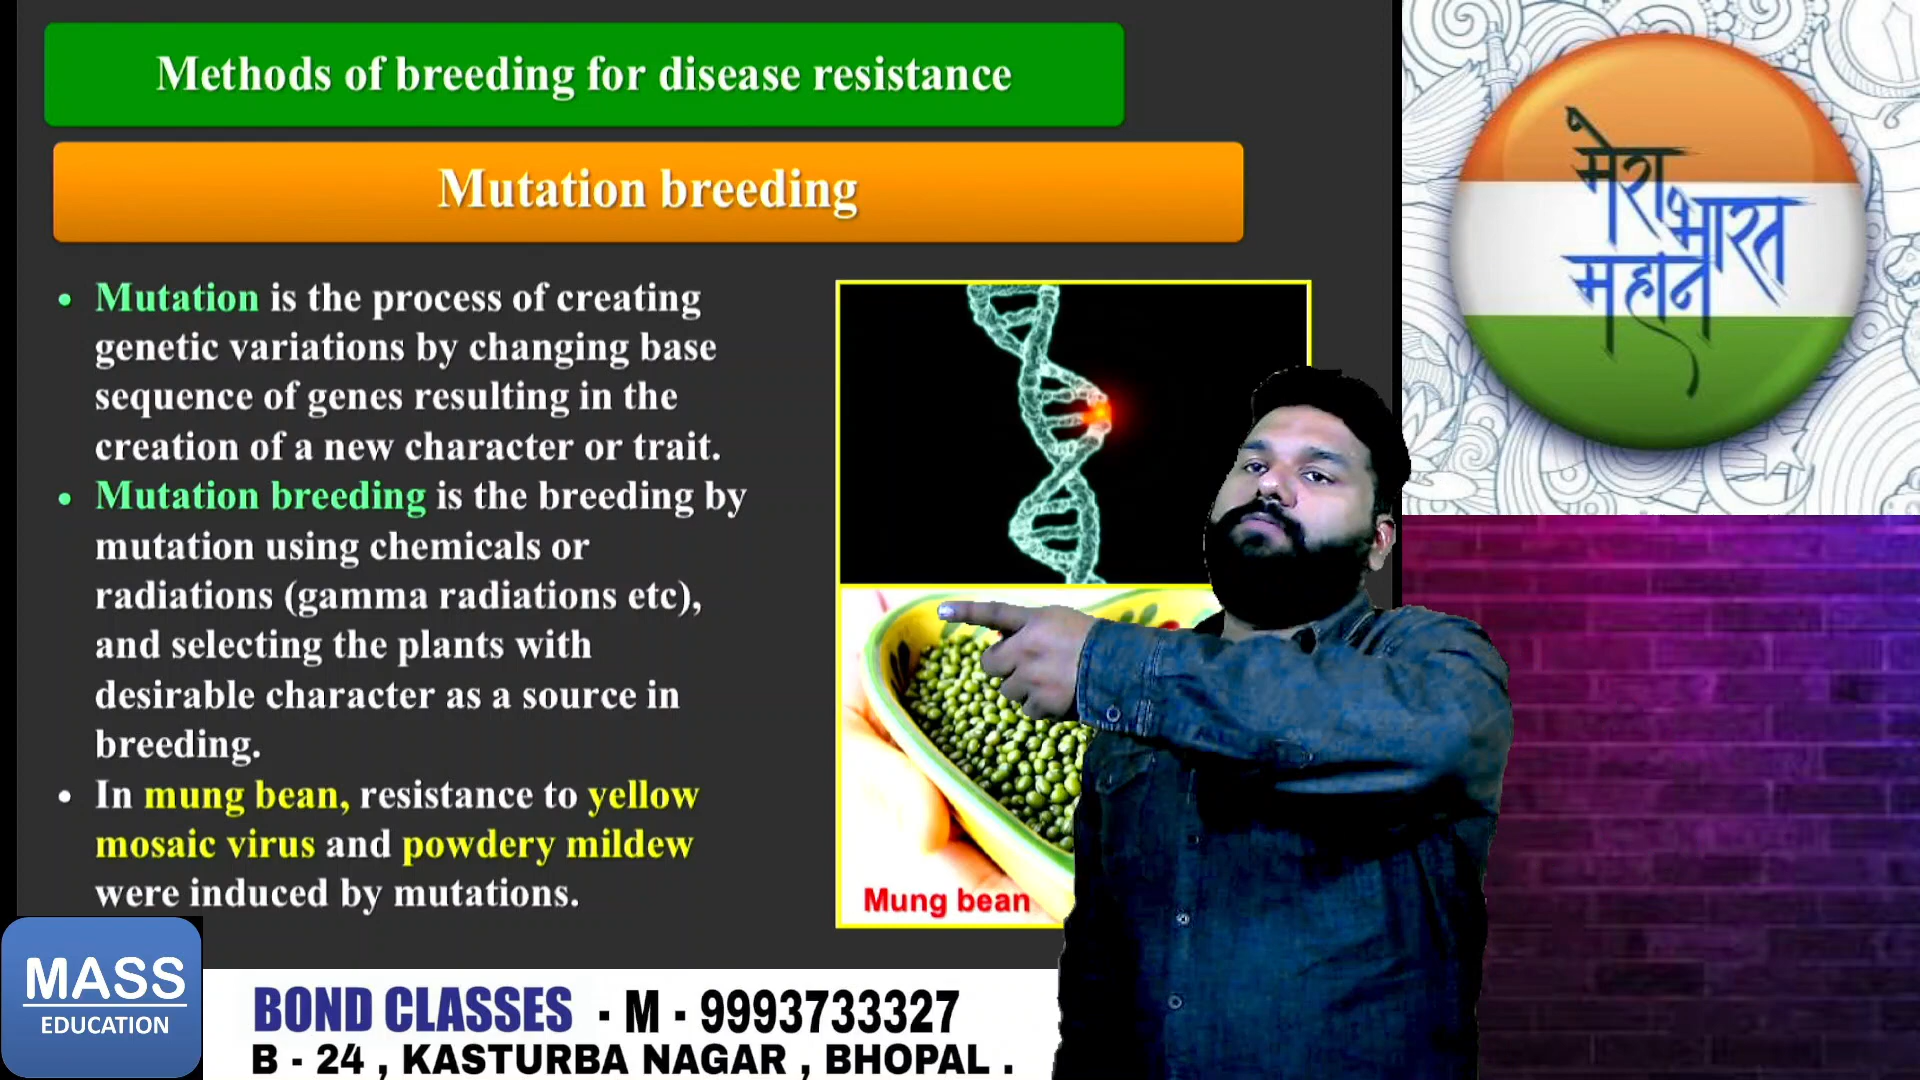 Methods of breeding for disease resistance
Mutation breeding
• Mutation is the process of creating
genetic variations by changing base
sequence of genes resulting in the
creation of a new character or trait.
• Mutation breeding is the breeding by
mutation using chemicals or
radiations (gamma radiations etc),
and selecting the plants with
desirable character as a source in
breeding.
• In mung bean, resistance to yellow
mosaic virus and powdery mildew
were induced by mutations.
Mung bean
मेरा
भारत
महान
MASS
EDUCATION
BOND CLASSES - M - 9993733327
B - 24 , KASTURBA NAGAR , BHOPAL .